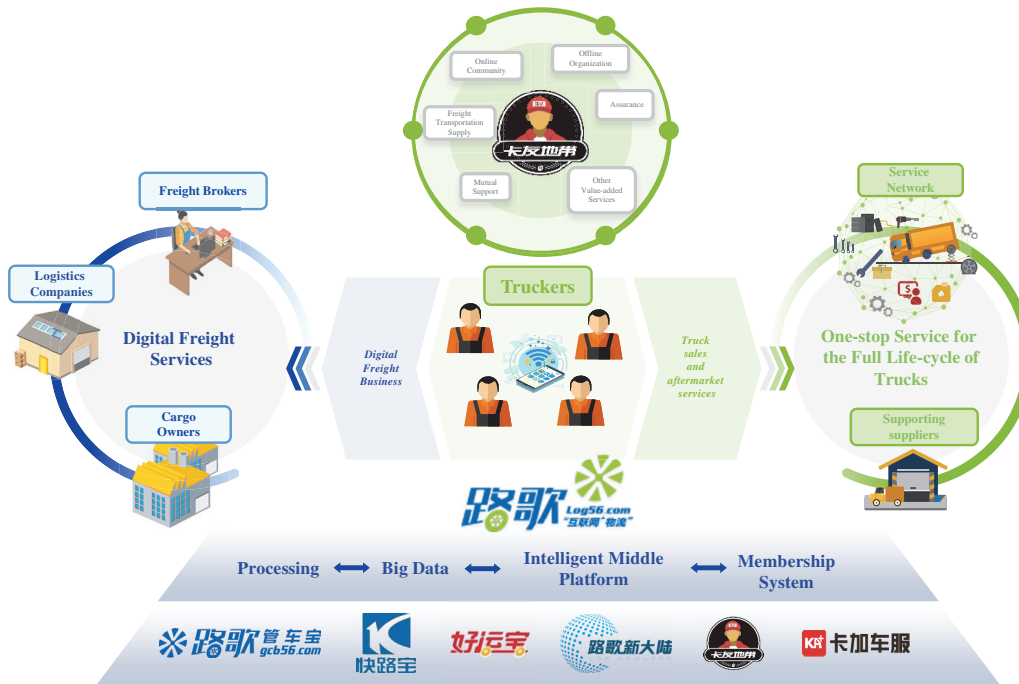 Online
Community
Offline
Organization
Freight
Transportation
Supply
Assurance
卡友地带
Mutual
Support
Other
Value-added
Services
Freight Brokers
Logistics
Companies
Digital Freight
Services
Cargo
Owners
Digital
Freight
Business
Truckers
Truck
sales
and
aftermarket
services
Service
Network
One-stop Service for
the Full Life-cycle of
Trucks
Supporting
suppliers
路歌
Log56.com
“互联网+物流”
Processing
Big Data
Intelligent Middle
Platform
Membership
System
路歌管车宝
gcb56.com
快路宝
好运宝
路歌新大陆
卡友地带
KA+
卡加车服